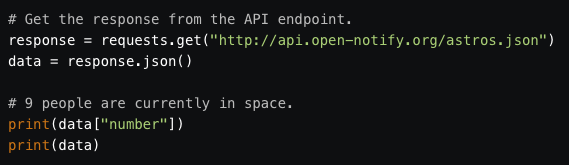 # Get the response from the API endpoint.
response = requests.get("http://api.open-notify.org/astros.json")
data = response.json()
# 9 people are currently in space.
print(data["number"])
print(data)